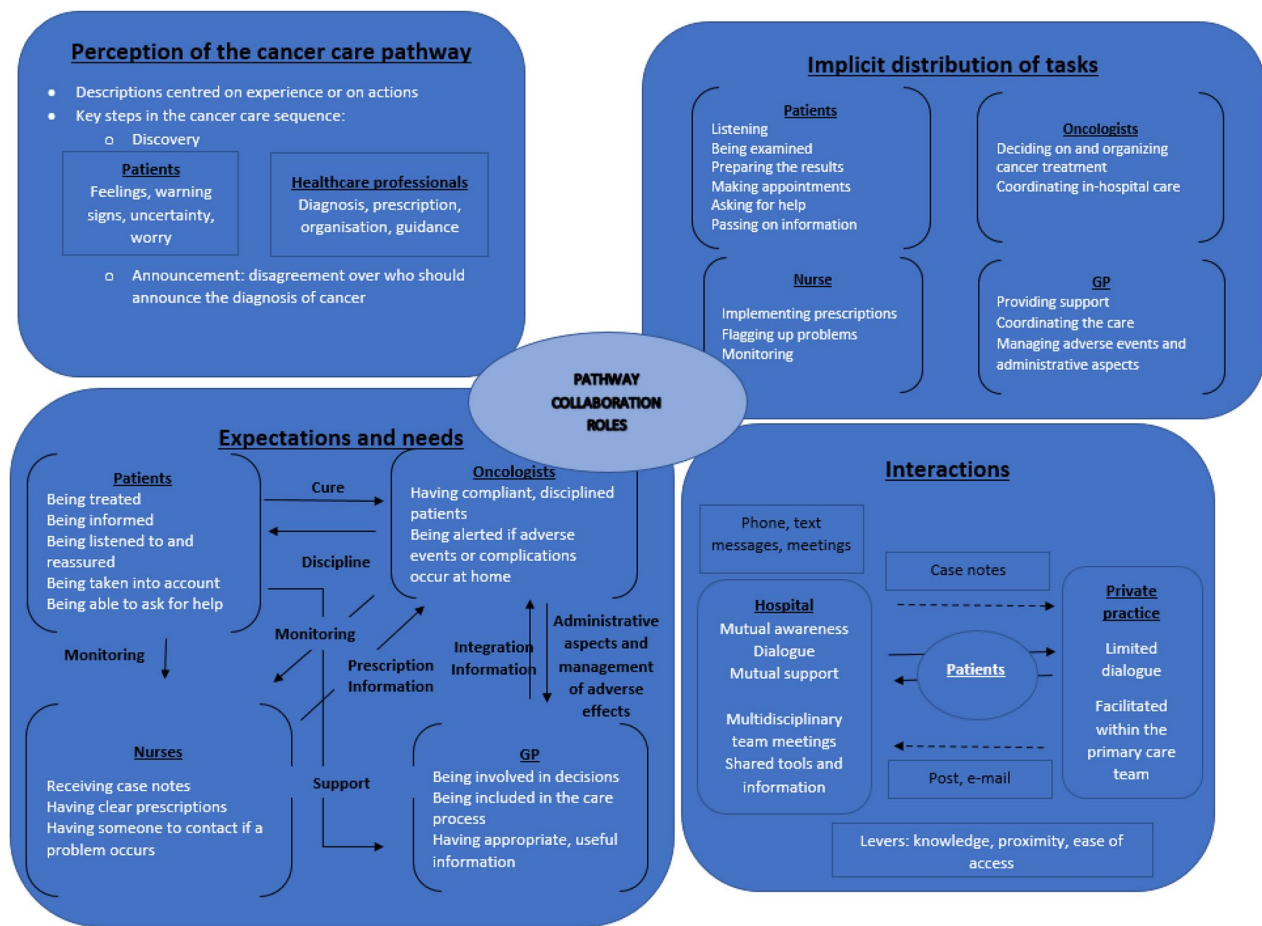 Perception of the cancer care pathway
● Descriptions centred on experience or on actions
● Key steps in the cancer care sequence:
o Discovery
Patients
Feelings, warning
signs, uncertainty,
worry
Healthcare professionals
Diagnosis, prescription,
organisation, guidance
o Announcement: disagreement over who should
announce the diagnosis of cancer
Implicit distribution of tasks
Patients
Listening
Being examined
Preparing the results
Making appointments
Asking for help
Passing on information
Oncologists
Deciding on and organizing
cancer treatment
Coordinating in-hospital care
Nurse
Implementing prescriptions
Flagging up problems
Monitoring
GP
Providing support
Coordinating the care
Managing adverse events and
administrative aspects
PATHWAY
COLLABORATION
ROLES
Expectations and needs
Patients
Being treated
Being informed
Being listened to and
reassured
Being taken into account
Being able to ask for help
Cure
Discipline
Oncologists
Having compliant, disciplined
patients
Being alerted if adverse
events or complications
occur at home
Monitoring
Monitoring
Prescription
Information
Integration
Information
Administrative
aspects and
management
of adverse
effects
Nurses
Receiving case notes
Having clear prescriptions
Having someone to contact if a
problem occurs
Support
GP
Being involved in decisions
Being included in the care
process
Having appropriate, useful
information
Interactions
Phone, text
messages, meetings
Case notes
Hospital
Mutual awareness
Dialogue
Mutual support
Multidisciplinary
team meetings
Shared tools and
information
Patients
Private
practice
Limited
dialogue
Facilitated
within the
primary care
team
Post, e-mail
Levers: knowledge, proximity, ease of
access